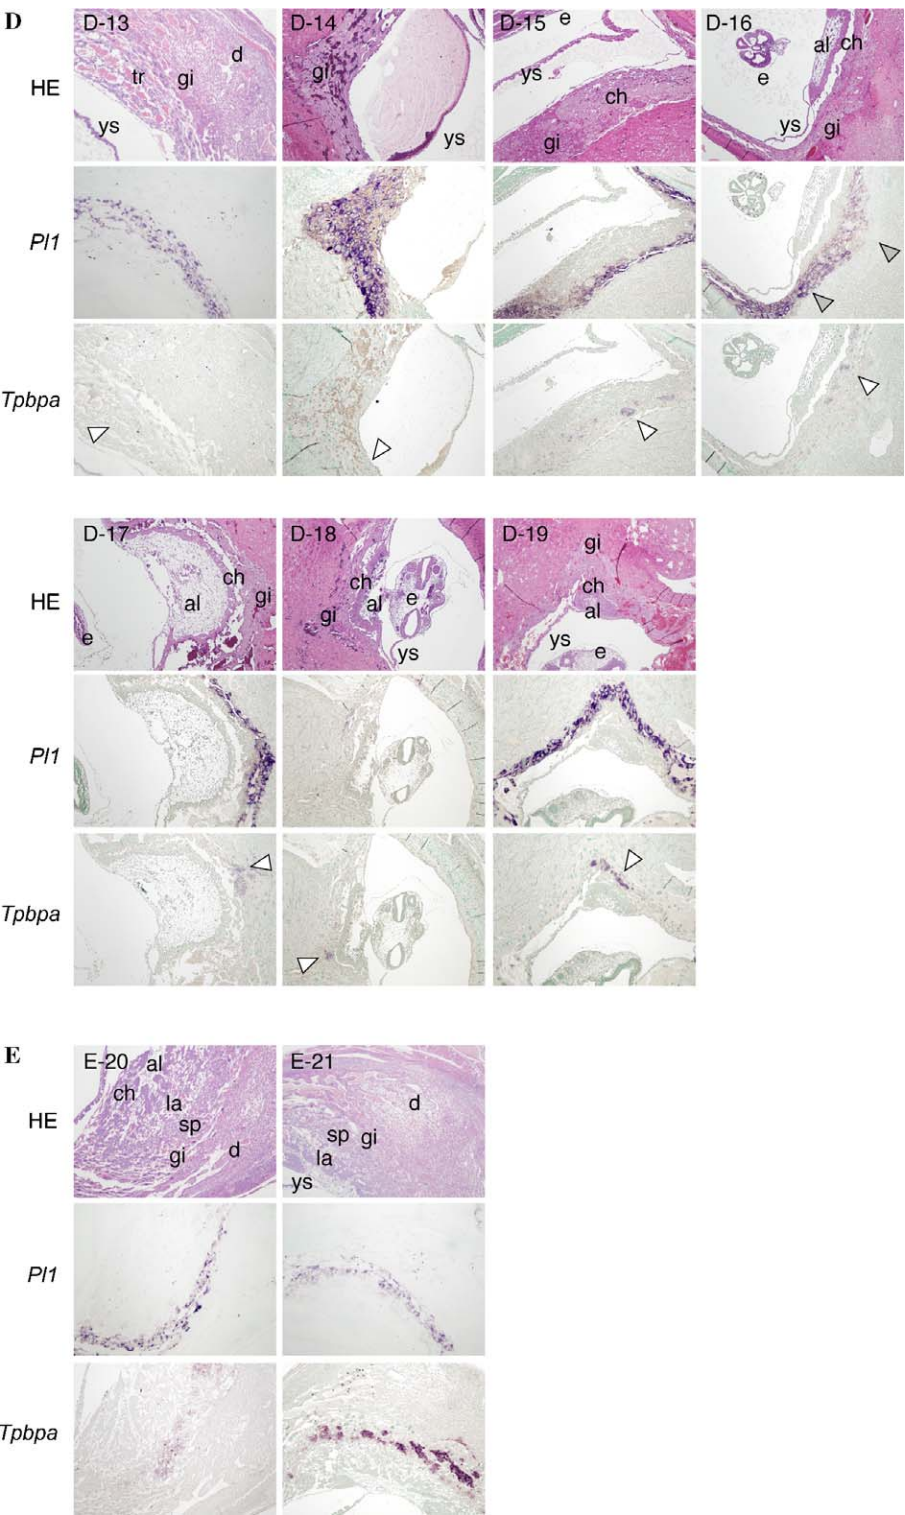 D
D-13 D-14 D-15 D-16
HE
tr gi d ys
gi ys
e ys ch gi
e al ch ys gi
Pl1
Tpbpa
D-17 D-18 D-19
HE
e al ch gi
gi ch al e ys
gi ch al ys e
Pl1
Tpbpa
E
E-20 E-21
HE
al ch la sp gi d
d sp gi la ys
Pl1
Tpbpa